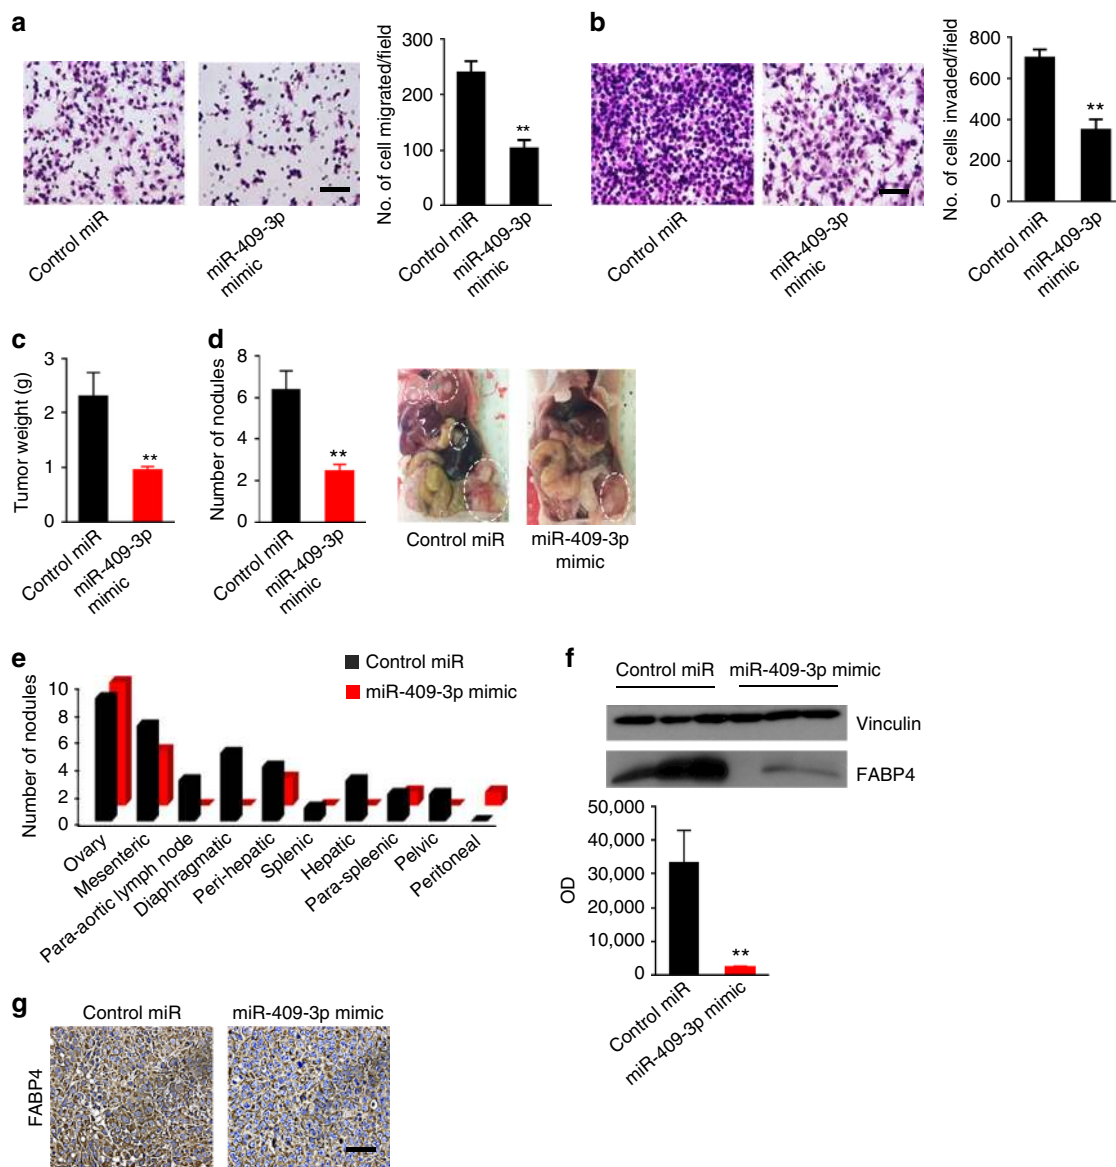 a
300
200
100
0
No. of cell migrated/field
**
Control miR
miR-409-3p
mimic
Control miR
miR-409-3p
mimic
b
800
600
400
200
0
No. of cells invaded/field
**
Control miR
miR-409-3p
mimic
Control miR
miR-409-3p
mimic
c
3
2
1
0
Tumor weight (g)
**
Control miR
miR-409-3p
mimic
d
8
6
4
2
0
Number of nodules
**
Control miR
miR-409-3p
mimic
Control miR
miR-409-3p
mimic
e
Control miR
miR-409-3p mimic
10
8
6
4
2
0
Number of nodules
Ovary
Mesenteric
Para-aortic lymph node
Diaphragmatic
Peri-hepatic
Splenic
Hepatic
Para-spleenic
Pelvic
Peritoneal
f
Control miR
miR-409-3p mimic
Vinculin
FABP4
50,000
40,000
30,000
20,000
10,000
0
OD
**
Control miR
miR-409-3p mimic
g
Control miR
miR-409-3p mimic
FABP4